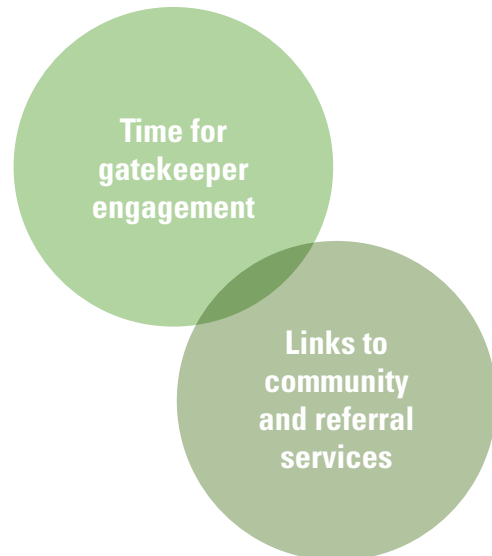 Time for
gatekeeper
engagement
Links to
community
and referral
services